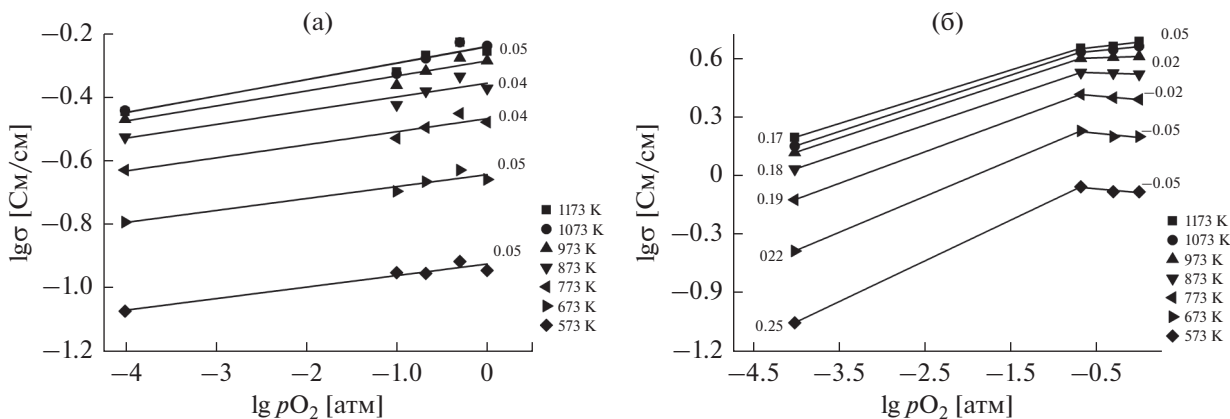 (а)
−0.2
−0.4
−0.6
−0.8
−1.0
−1.2
lgσ [См/см]
0.05
0.04
0.04
0.05
0.05
1173 K
1073 K
973 K
873 K
773 K
673 K
573 K
−4 −3 −2 −1.0 0
lg pO₂ [атм]
(б)
0.6
0.3
0
−0.3
−0.6
−0.9
−1.2
lgσ [См/см]
0.05
0.02
−0.02
−0.05
−0.05
0.17
0.18
0.19
022
0.25
1173 K
1073 K
973 K
873 K
773 K
673 K
573 K
−4.5 −3.5 −2.5 −1.5 −0.5
lg pO₂ [атм]